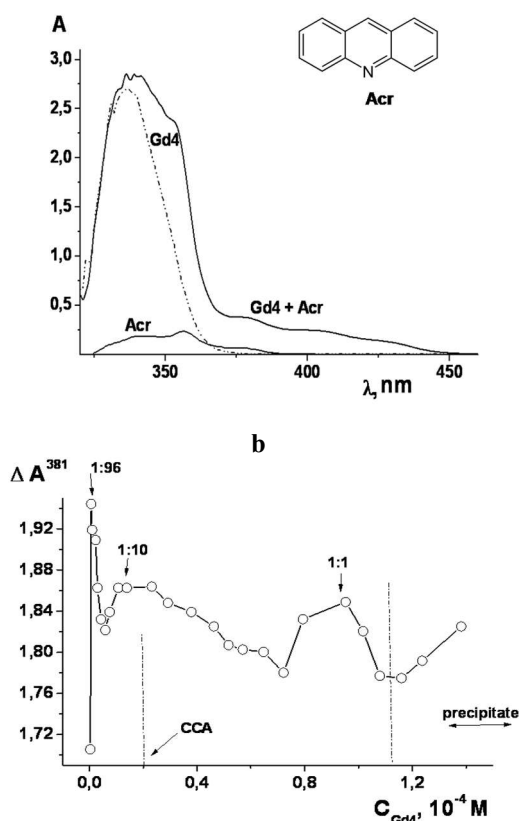 A
3,0
2,5
2,0
1,5
1,0
0,5
Gd4
Acr
Gd4 + Acr
Acr
N
350
400
450
λ, nm
b
Δ A³⁸¹
1:96
1,92
1,88
1,84
1,80
1,76
1,72
1:10
1:1
CCA
precipitate
0,0
0,4
0,8
1,2
C Gd4, 10⁻⁴ M